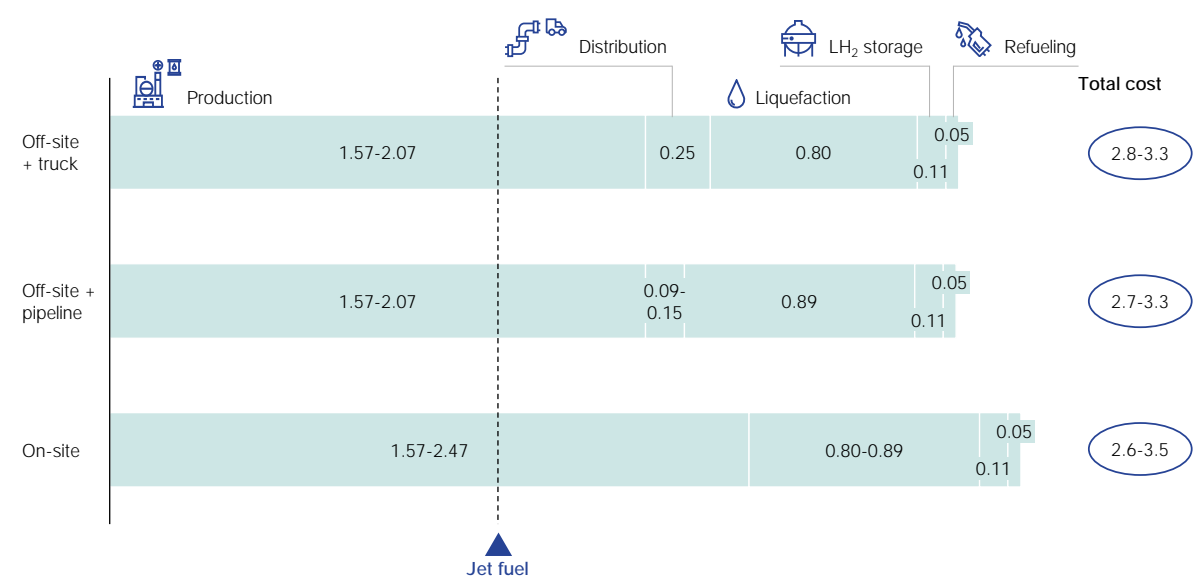 Distribution
LH₂ storage
Refueling
Production
Liquefaction
Total cost
Off-site
+ truck
1.57-2.07
0.25
0.80
0.11
0.05
2.8-3.3
Off-site +
pipeline
1.57-2.07
0.09-
0.15
0.89
0.11
0.05
2.7-3.3
On-site
1.57-2.47
0.80-0.89
0.11
0.05
2.6-3.5
Jet fuel